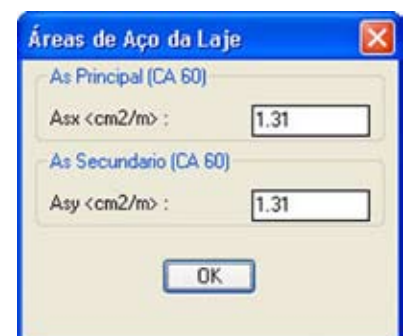 Áreas de Aço da Laje
As Principal (CA 60)
Asx <cm2/m> : 1.31
As Secundario (CA 60)
Asy <cm2/m> : 1.31
OK